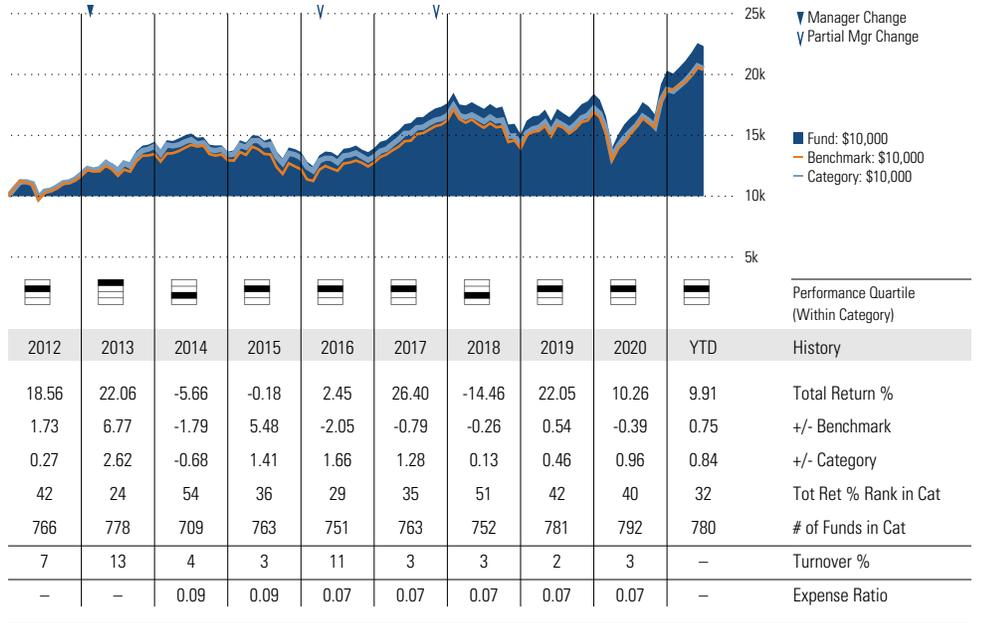 25k
Manager Change
Partial Mgr Change
20k
Fund: $10,000
15k
Benchmark: $10,000
Category: $10,000
10k
5k
Performance Quartile
(Within Category)
2012 2013 2014 2015 2016 2017 2018 2019 2020 YTD History
18.56 22.06 -5.66 -0.18 2.45 26.40 -14.46 22.05 10.26 9.91 Total Return %
1.73 6.77 -1.79 5.48 -2.05 -0.79 -0.26 0.54 -0.39 0.75 +/- Benchmark
0.27 2.62 -0.68 1.41 1.66 1.28 0.13 0.46 0.96 0.84 +/- Category
42 24 54 36 29 35 51 42 40 32 Tot Ret % Rank in Cat
766 778 709 763 751 763 752 781 792 780 # of Funds in Cat
7 13 4 3 11 3 3 2 3 – Turnover %
– – 0.09 0.09 0.07 0.07 0.07 0.07 0.07 – Expense Ratio